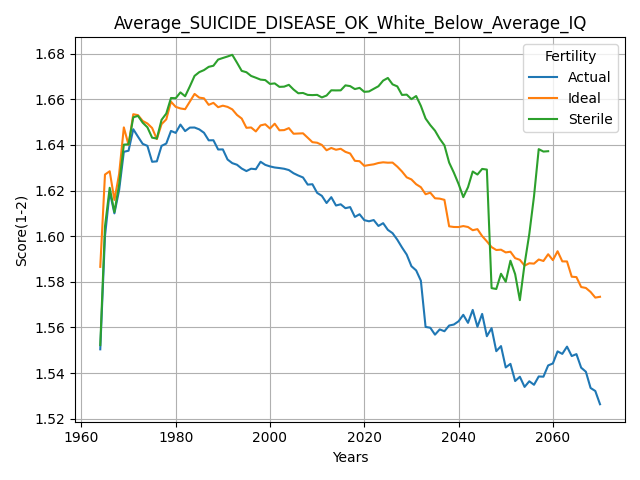 Average_SUICIDE_DISEASE_OK_White_Below_Average_IQ
Score(1-2)
1.68
1.66
1.64
1.62
1.60
1.58
1.56
1.54
1.52
Fertility
Actual
Ideal
Sterile
1960 1980 2000 2020 2040 2060
Years